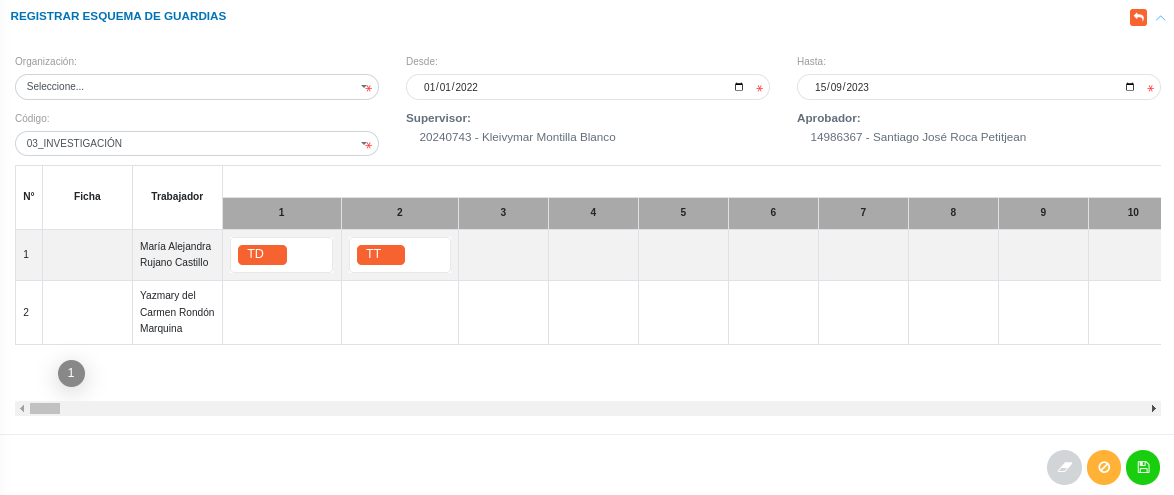 REGISTRAR ESQUEMA DE GUARDIAS
Organización:
Desde:
Hasta:
Seleccione...
01/01/2022
15/09/2023
Código:
Supervisor:
Aprobador:
03_INVESTIGACIÓN
20240743 - Kleivymar Montilla Blanco
14986367 - Santiago José Roca Petitjean
N° Ficha Trabajador
1 2 3 4 5 6 7 8 9 10
1 María Alejandra Rujano Castillo TD TT
2 Yazmary del Carmen Rondón Marquina
1